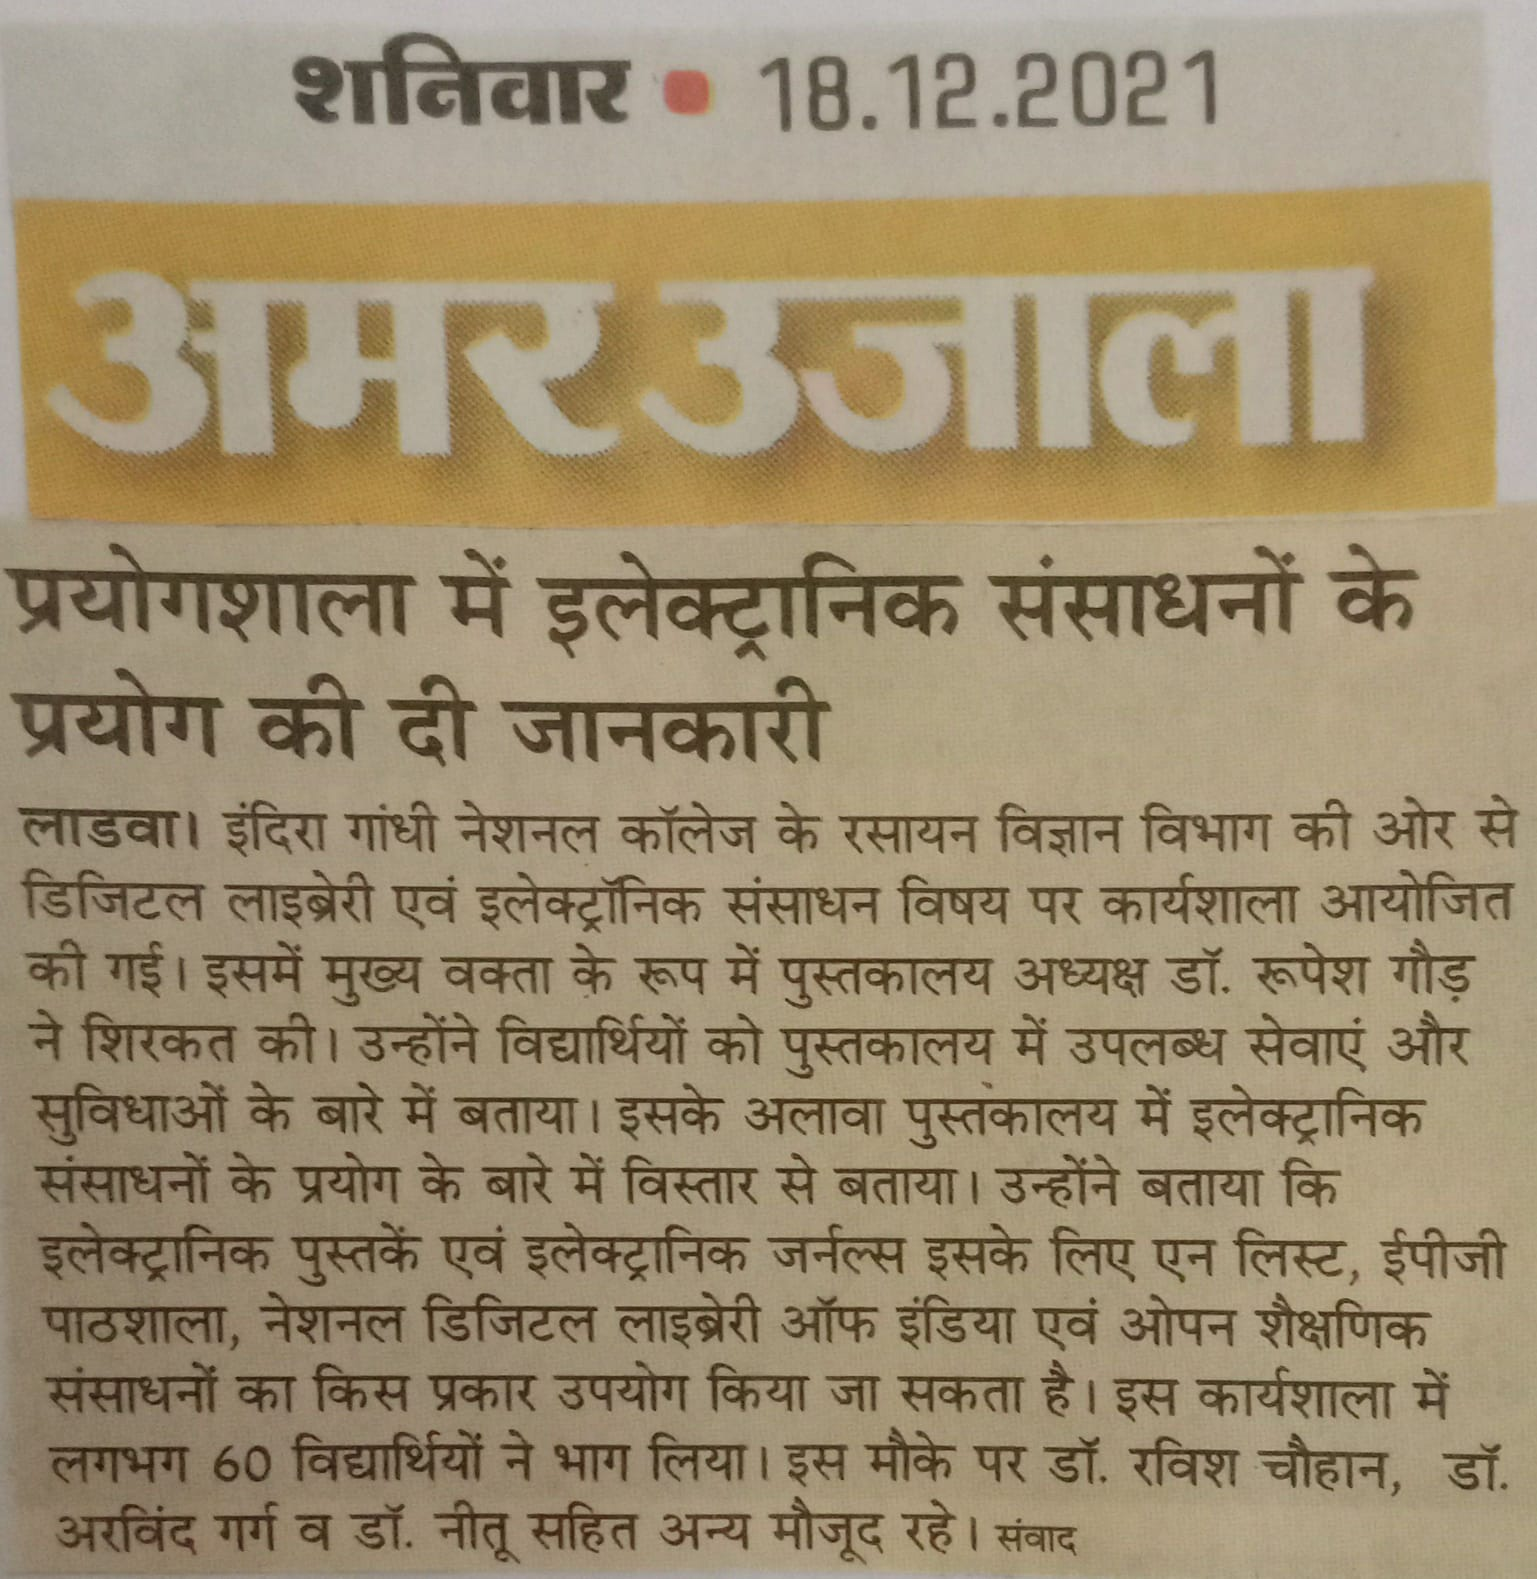 शनिवार • 18.12.2021
अमर उजाला
प्रयोगशाला में इलेक्ट्रानिक संसाधनों के
प्रयोग की दी जानकारी
लाडवा। इंदिरा गांधी नेशनल कॉलेज के रसायन विज्ञान विभाग की ओर से
डिजिटल लाइब्रेरी एवं इलेक्ट्रॉनिक संसाधन विषय पर कार्यशाला आयोजित
की गई। इसमें मुख्य वक्ता के रूप में पुस्तकालय अध्यक्ष डॉ. रूपेश गौड़
ने शिरकत की। उन्होंने विद्यार्थियों को पुस्तकालय में उपलब्ध सेवाएं और
सुविधाओं के बारे में बताया। इसके अलावा पुस्तकालय में इलेक्ट्रानिक
संसाधनों के प्रयोग के बारे में विस्तार से बताया। उन्होंने बताया कि
इलेक्ट्रानिक पुस्तकें एवं इलेक्ट्रानिक जर्नल्स इसके लिए एन लिस्ट, ईपीजी
पाठशाला, नेशनल डिजिटल लाइब्रेरी ऑफ इंडिया एवं ओपन शैक्षणिक
संसाधनों का किस प्रकार उपयोग किया जा सकता है। इस कार्यशाला में
लगभग 60 विद्यार्थियों ने भाग लिया। इस मौके पर डॉ. रविश चौहान, डॉ.
अरविंद गर्ग व डॉ. नीतू सहित अन्य मौजूद रहे। संवाद